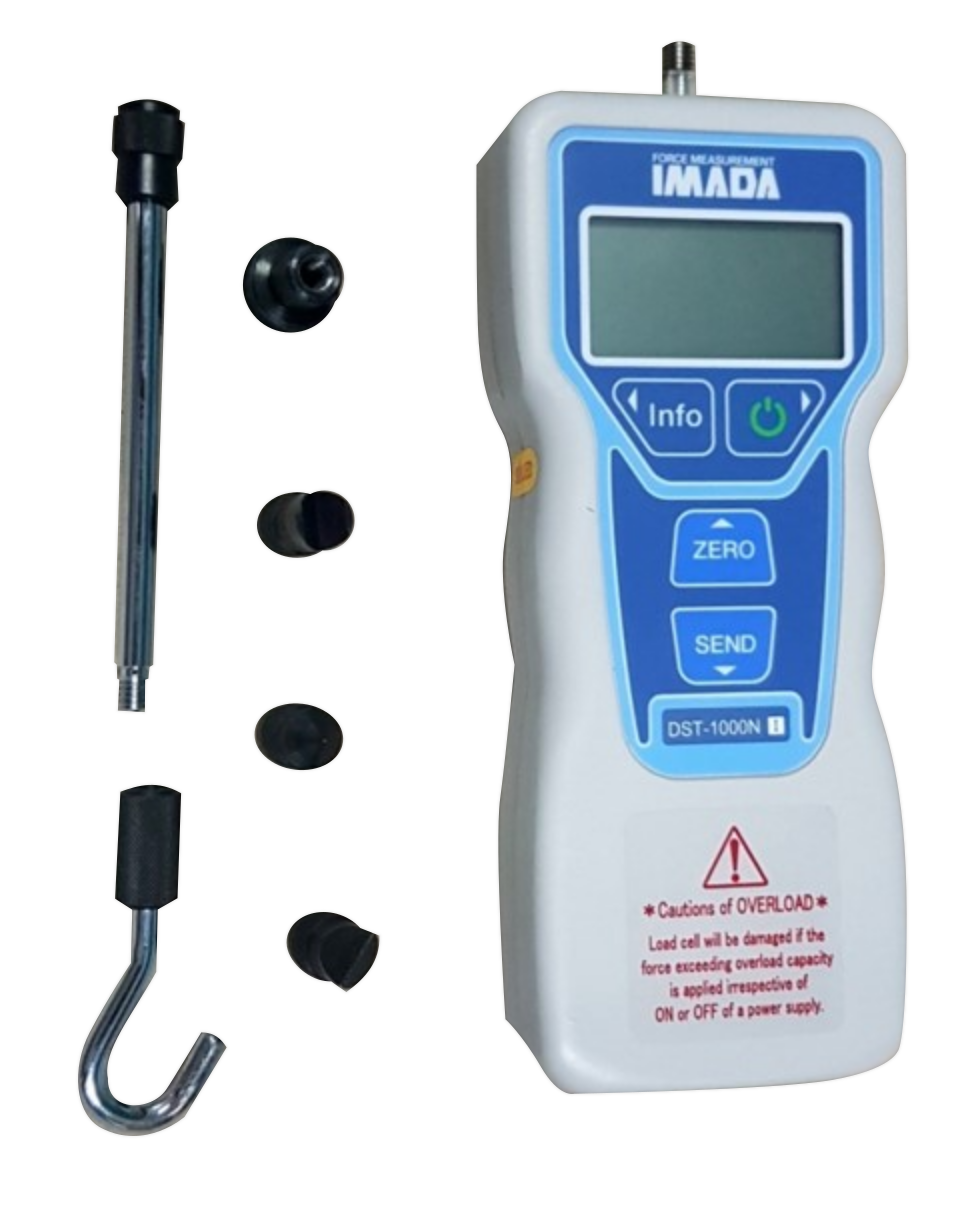 FORCE MEASUREMENT
IMADA
Info
ZERO
SEND
DST-1000N
*Cautions of OVERLOAD*
Load cell will be damaged if the
force exceeding overload capacity
is applied irrespective of
ON or OFF of a power supply.